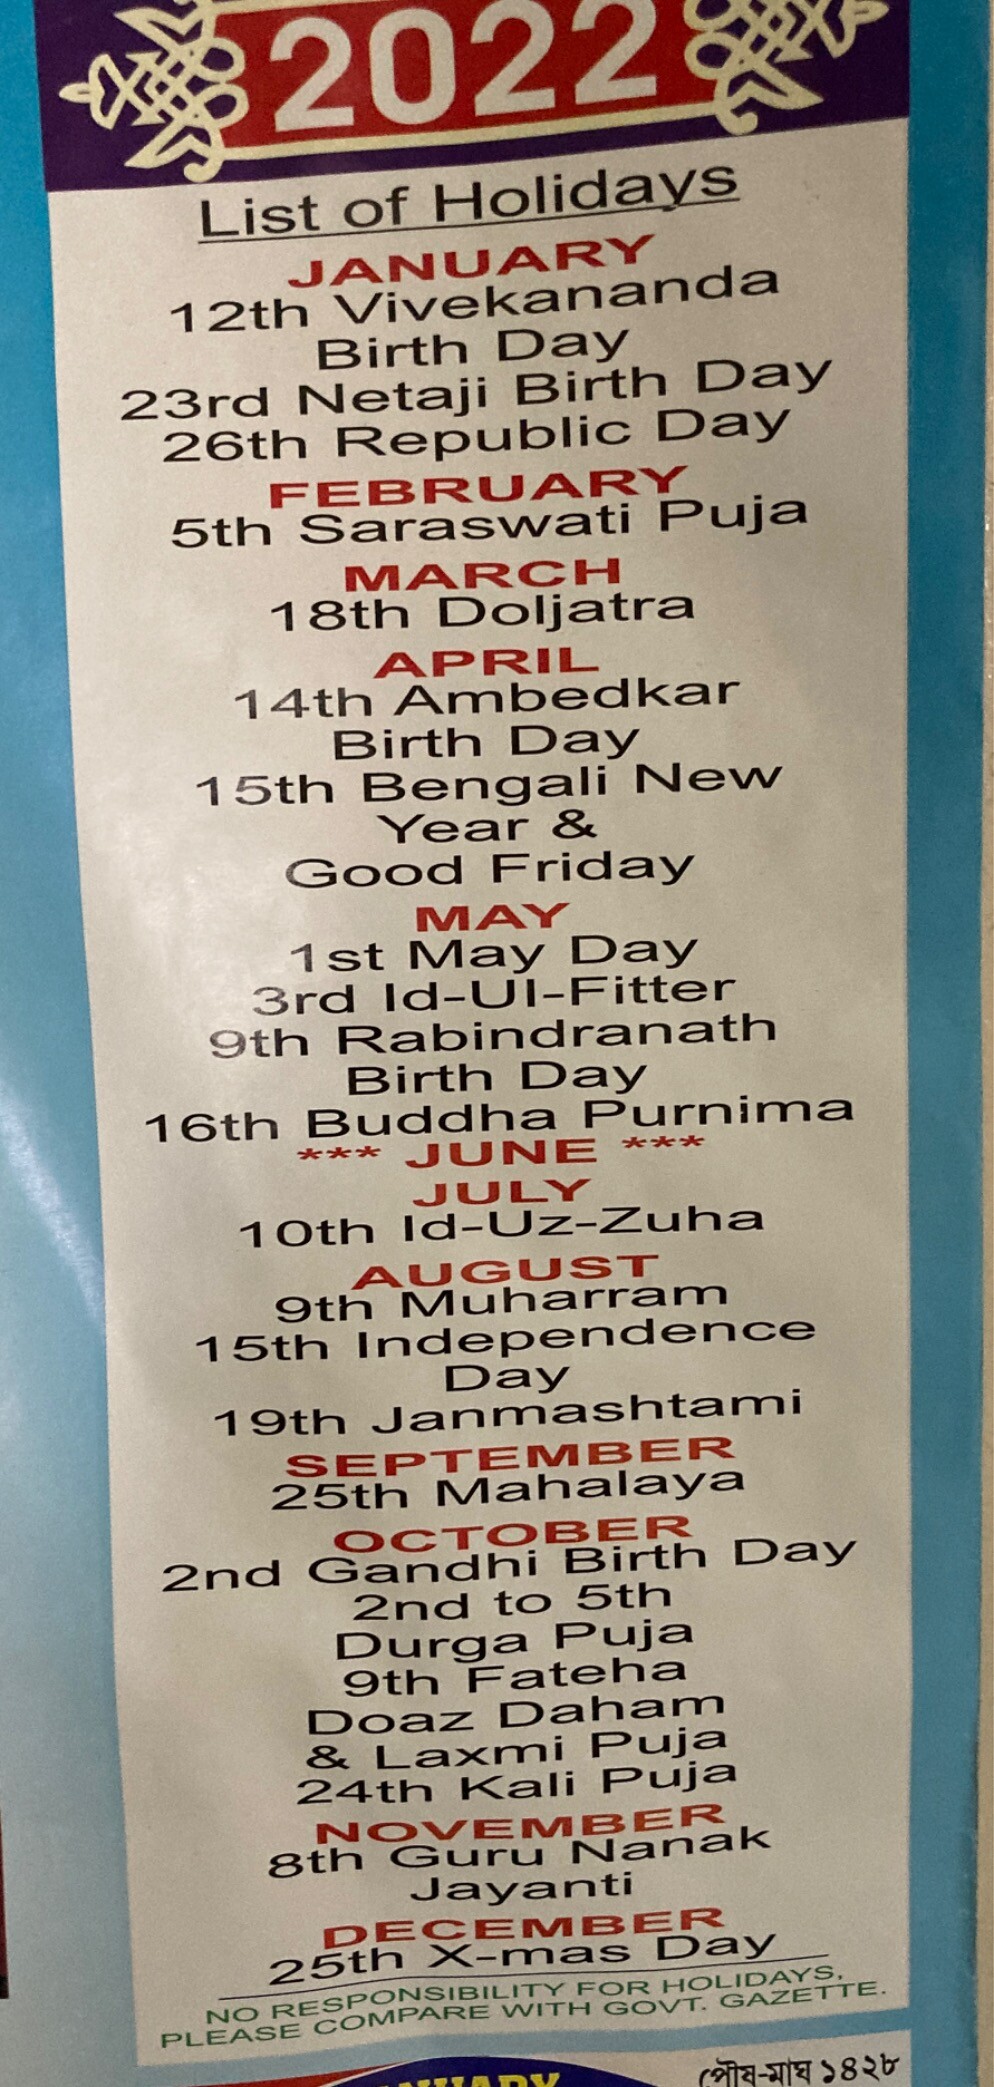 2022
List of Holidays
JANUARY
12th Vivekananda
Birth Day
23rd Netaji Birth Day
26th Republic Day
FEBRUARY
5th Saraswati Puja
MARCH
18th Doljatra
APRIL
14th Ambedkar
Birth Day
15th Bengali New
Year &
Good Friday
MAY
1st May Day
3rd Id-Ul-Fitter
9th Rabindranath
Birth Day
16th Buddha Purnima
*** JUNE ***
JULY
10th Id-Uz-Zuha
AUGUST
9th Muharram
15th Independence
Day
19th Janmashtami
SEPTEMBER
25th Mahalaya
OCTOBER
2nd Gandhi Birth Day
2nd to 5th
Durga Puja
9th Fateha
Doaz Daham
& Laxmi Puja
24th Kali Puja
NOVEMBER
8th Guru Nanak
Jayanti
DECEMBER
25th X-mas Day
NO RESPONSIBILITY FOR HOLIDAYS.
PLEASE COMPARE WITH GOVT. GAZETTE.
পৌষ-মাঘ ১৪২৮